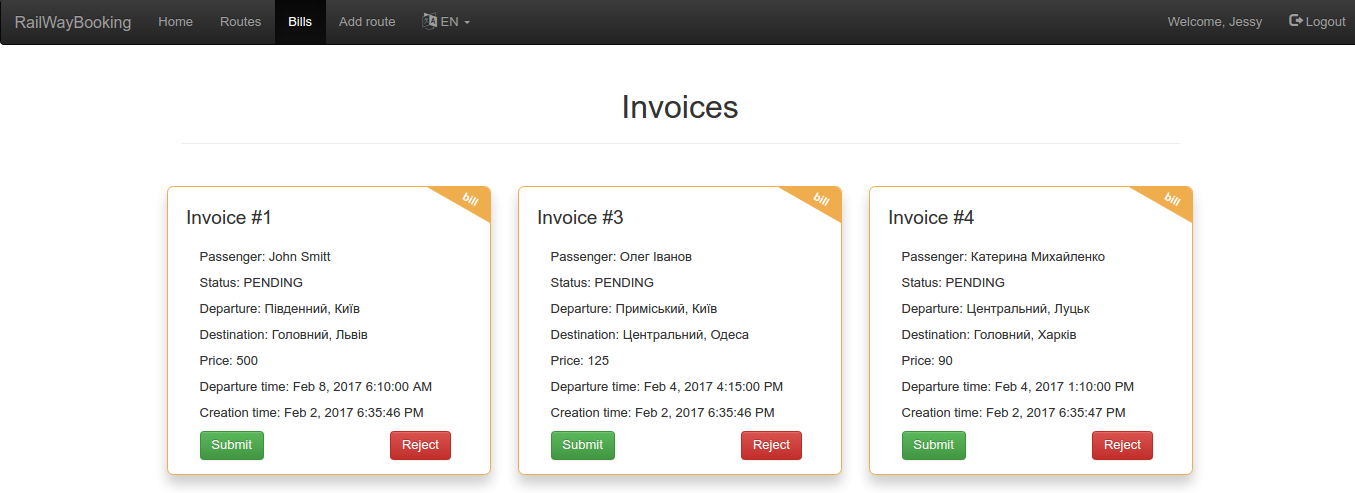 RailWayBooking Home Routes Bills Add route EN Welcome, Jessy Logout
Invoices
bill
Invoice #1
Passenger: John Smitt
Status: PENDING
Departure: Південний, Київ
Destination: Головний, Львів
Price: 500
Departure time: Feb 8, 2017 6:10:00 AM
Creation time: Feb 2, 2017 6:35:46 PM
Submit Reject
bill
Invoice #3
Passenger: Олег Іванов
Status: PENDING
Departure: Приміський, Київ
Destination: Центральний, Одеса
Price: 125
Departure time: Feb 4, 2017 4:15:00 PM
Creation time: Feb 2, 2017 6:35:46 PM
Submit Reject
bill
Invoice #4
Passenger: Катерина Михайленко
Status: PENDING
Departure: Центральний, Луцьк
Destination: Головний, Харків
Price: 90
Departure time: Feb 4, 2017 1:10:00 PM
Creation time: Feb 2, 2017 6:35:47 PM
Submit Reject